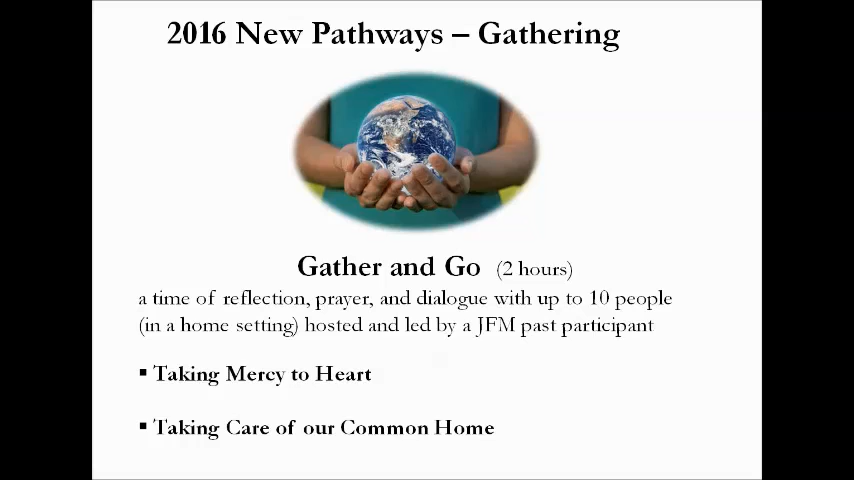 2016 New Pathways – Gathering
Gather and Go (2 hours)
a time of reflection, prayer, and dialogue with up to 10 people
(in a home setting) hosted and led by a JFM past participant
▪ Taking Mercy to Heart
▪ Taking Care of our Common Home